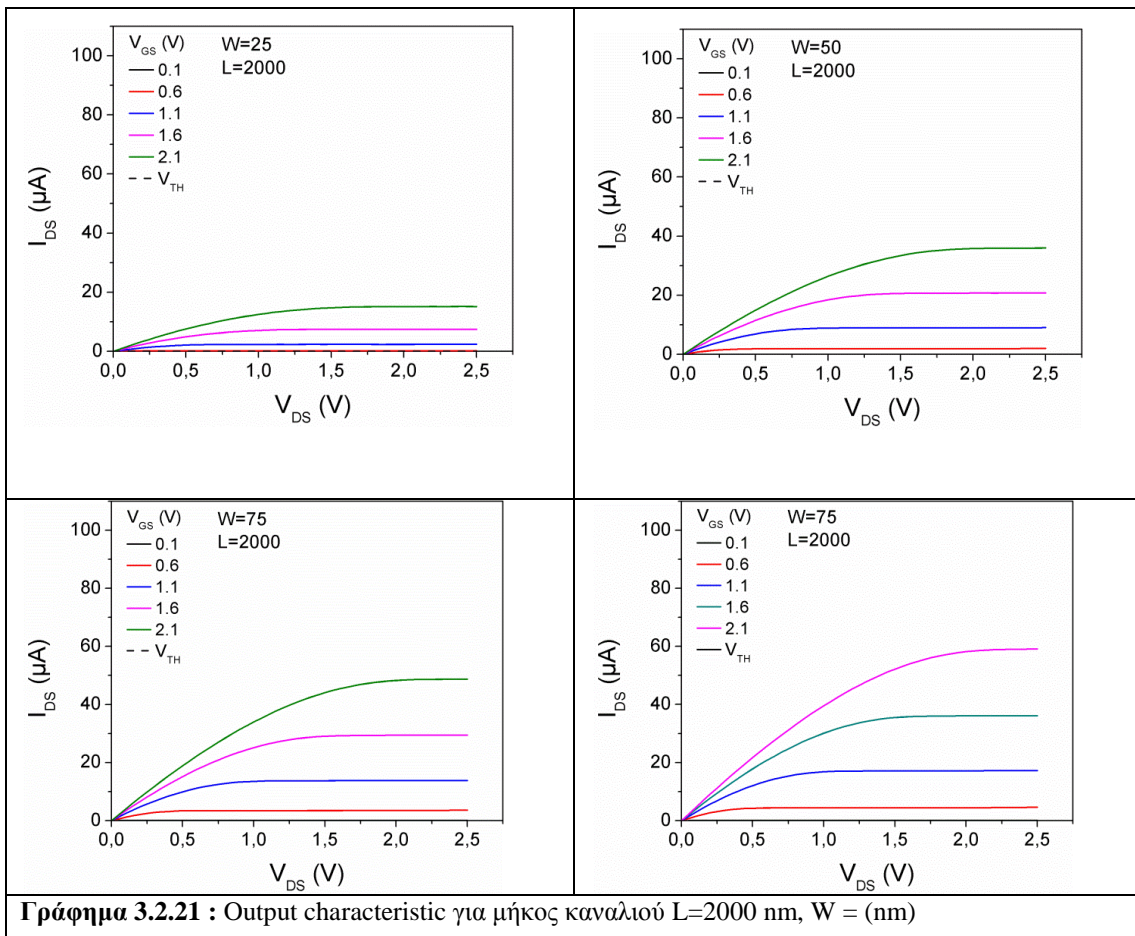 V_GS (V)
W=25
0.1
L=2000
0.6
1.1
1.6
2.1
V_TH
100
80
60
40
20
0
I_DS (μA)
0,0 0,5 1,0 1,5 2,0 2,5
V_DS (V)
V_GS (V)
W=50
0.1
L=2000
0.6
1.1
1.6
2.1
V_TH
100
80
60
40
20
0
I_DS (μA)
0,0 0,5 1,0 1,5 2,0 2,5
V_DS (V)
V_GS (V)
W=75
0.1
L=2000
0.6
1.1
1.6
2.1
V_TH
100
80
60
40
20
0
I_DS (μA)
0,0 0,5 1,0 1,5 2,0 2,5
V_DS (V)
V_GS (V)
W=75
0.1
L=2000
0.6
1.1
1.6
2.1
V_TH
100
80
60
40
20
0
I_DS (μA)
0,0 0,5 1,0 1,5 2,0 2,5
V_DS (V)
Γράφημα 3.2.21 : Output characteristic για μήκος καναλιού L=2000 nm, W = (nm)